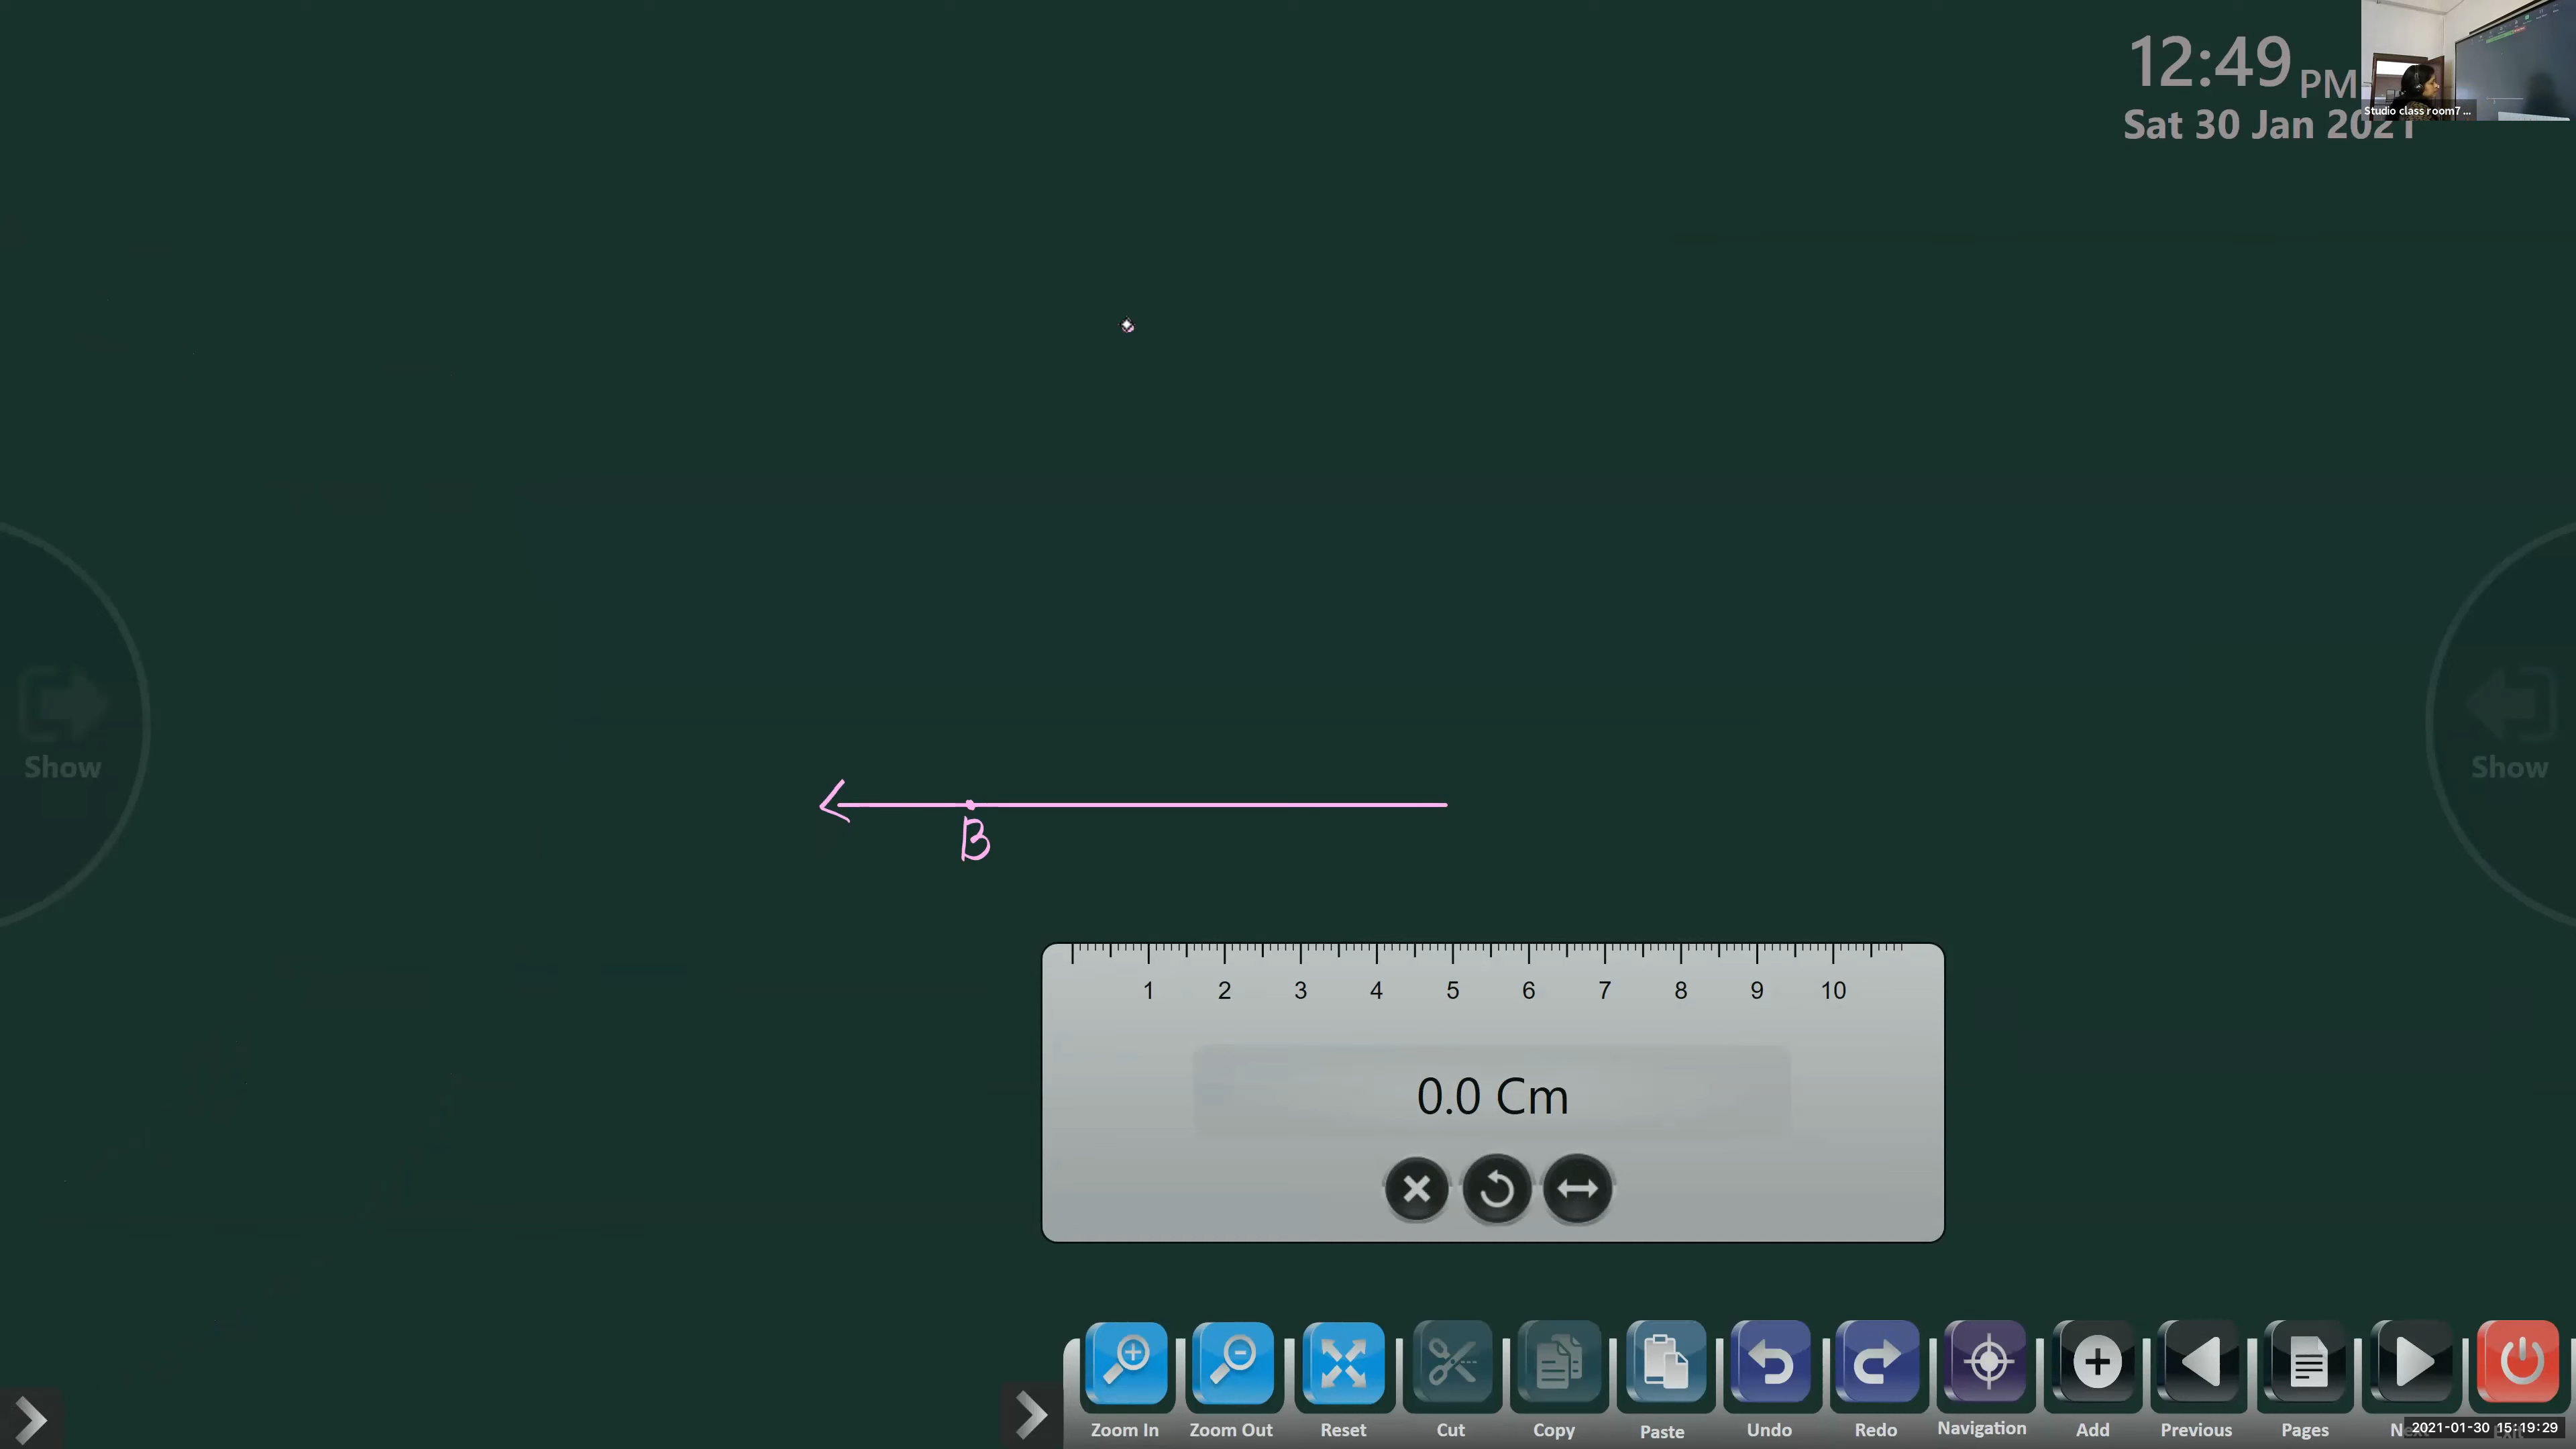 12:49 PM
Sat 30 Jan 2021
Studio class room7 ...
Show
Show
B
1 2 3 4 5 6 7 8 9 10
0.0 Cm
Zoom In Zoom Out Reset Cut Copy Paste Undo Redo Navigation Add Previous Pages
2021-01-30 15:19:29